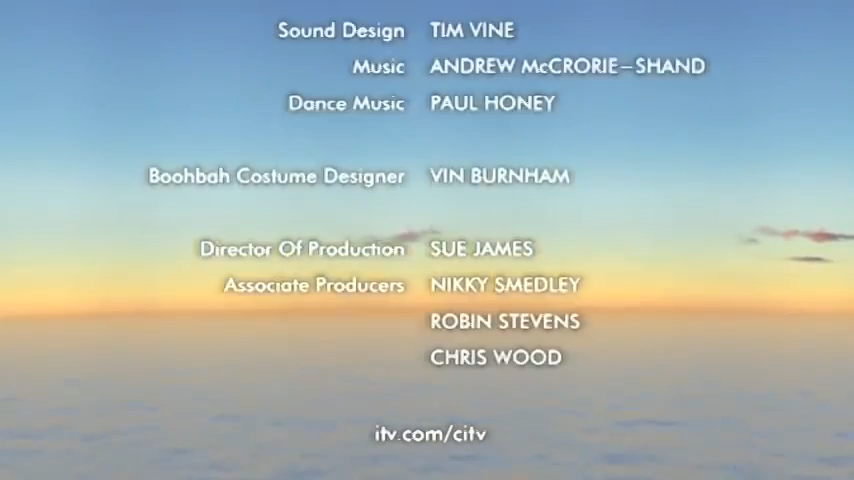 Sound Design TIM VINE
Music ANDREW McCRORIE-SHAND
Dance Music PAUL HONEY
Boohbah Costume Designer VIN BURNHAM
Director Of Production SUE JAMES
Associate Producers NIKKY SMEDLEY
ROBIN STEVENS
CHRIS WOOD
itv.com/citv